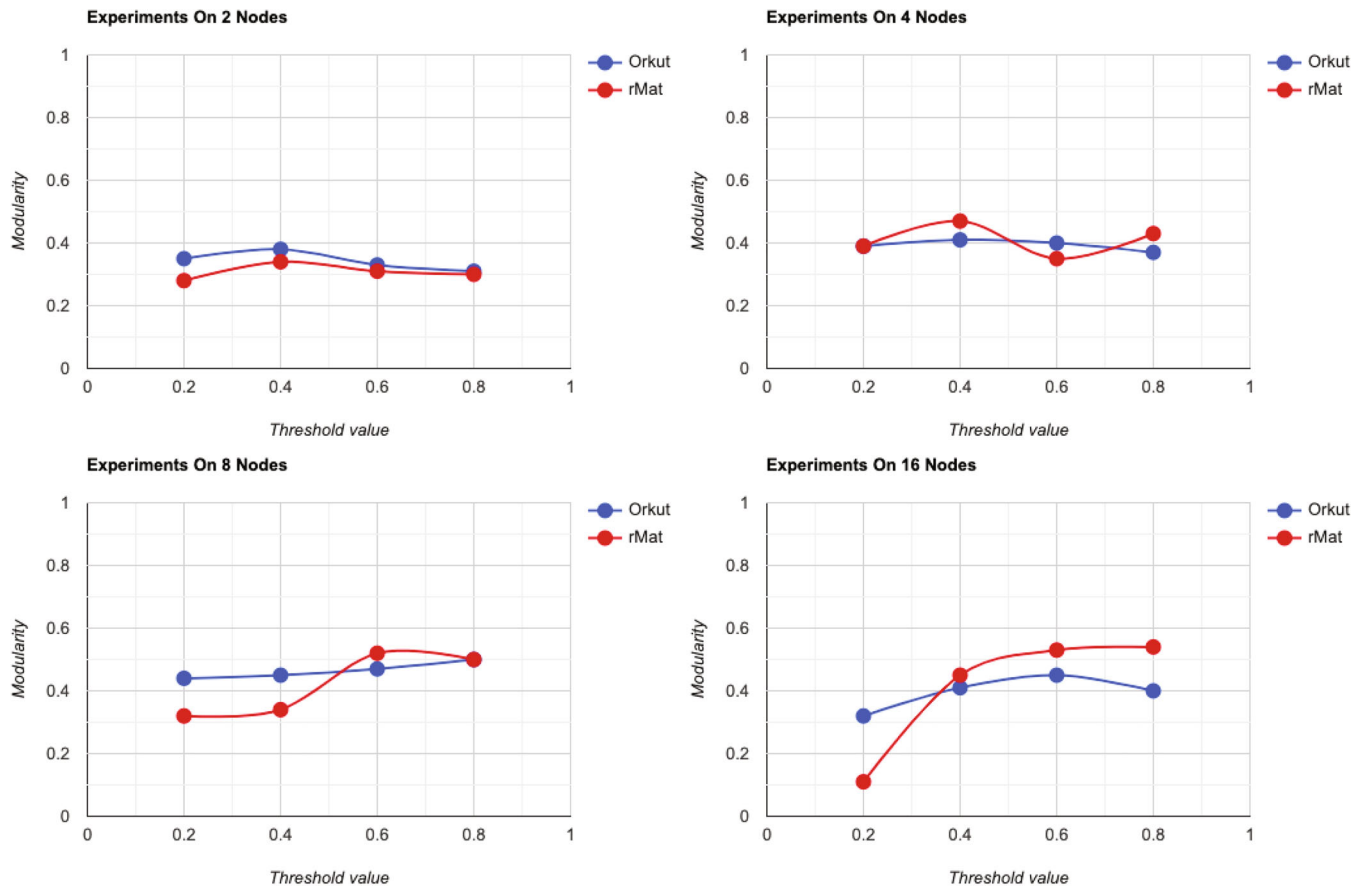 Experiments On 2 Nodes
Modularity
1
0.8
0.6
0.4
0.2
0
0 0.2 0.4 0.6 0.8 1
Threshold value
Orkut
rMat
Experiments On 4 Nodes
Modularity
1
0.8
0.6
0.4
0.2
0
0 0.2 0.4 0.6 0.8 1
Threshold value
Orkut
rMat
Experiments On 8 Nodes
Modularity
1
0.8
0.6
0.4
0.2
0
0 0.2 0.4 0.6 0.8 1
Threshold value
Orkut
rMat
Experiments On 16 Nodes
Modularity
1
0.8
0.6
0.4
0.2
0
0 0.2 0.4 0.6 0.8 1
Threshold value
Orkut
rMat